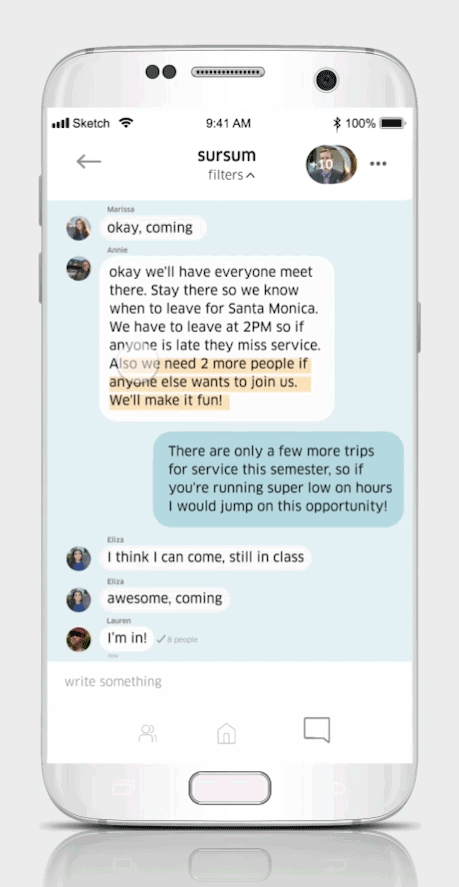 Sketch 9:41 AM 100%
sursum
filters
10
Marissa
okay, coming
Annie
okay we'll have everyone meet
there. Stay there so we know
when to leave for Santa Monica.
We have to leave at 2PM so if
anyone is late they miss service.
Also we need 2 more people if
anyone else wants to join us.
We'll make it fun!
There are only a few more trips
for service this semester, so if
you're running super low on hours
I would jump on this opportunity!
Eliza
I think I can come, still in class
Eliza
awesome, coming
Lauren
I'm in! 8 people
now
write something